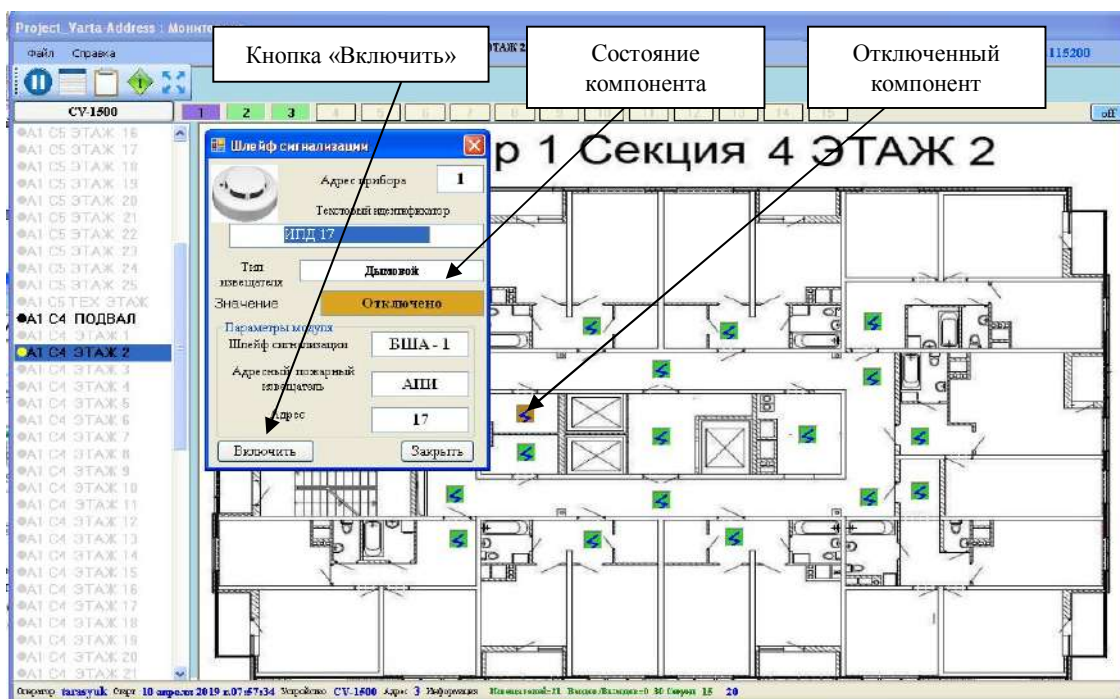 Project_Varta Address : Монито
Кнопка «Включить»
Состояние
компонента
Отключенный
компонент
ЭТАЖ 2
115200
Файл Справка
CV-1500
1 2 3 4 5 6 7 8 9 10 11 12 13 14 15
off
р 1 Секция 4 ЭТАЖ 2
A1 C5 ЭТАЖ 16
A1 C5 ЭТАЖ 17
A1 C5 ЭТАЖ 18
A1 C5 ЭТАЖ 19
A1 C5 ЭТАЖ 20
A1 C5 ЭТАЖ 21
A1 C5 ЭТАЖ 22
A1 C5 ЭТАЖ 23
A1 C5 ЭТАЖ 24
A1 C5 ЭТАЖ 25
A1 C5 ТЕХ ЭТАЖ
A1 C4 ПОДВАЛ
A1 C4 ЭТАЖ 1
A1 C4 ЭТАЖ 2
A1 C4 ЭТАЖ 3
A1 C4 ЭТАЖ 4
A1 C4 ЭТАЖ 5
A1 C4 ЭТАЖ 6
A1 C4 ЭТАЖ 7
A1 C4 ЭТАЖ 8
A1 C4 ЭТАЖ 9
A1 C4 ЭТАЖ 10
A1 C4 ЭТАЖ 11
A1 C4 ЭТАЖ 12
A1 C4 ЭТАЖ 13
A1 C4 ЭТАЖ 14
A1 C4 ЭТАЖ 15
A1 C4 ЭТАЖ 16
A1 C4 ЭТАЖ 17
A1 C4 ЭТАЖ 18
A1 C4 ЭТАЖ 19
A1 C4 ЭТАЖ 20
A1 C4 ЭТАЖ 21
Шлейф сигнализации
Адрес прибора 1
Текстовый идентификатор
ИПД 17
Тип
извещателя
Дымовой
Значение Отключено
Параметры модуля
Шлейф сигнализации БША - 1
Адресный пожарный
извещатель
АПИ
Адрес 17
Включить Закрыть
Оператор tarasyuk Старт 10 апреля 2019 г.07:57:34 Устройство CV-1500 Адрес 3 Информация Извещателей=21 Входов/Выходов=0 30 Секунд 15 20